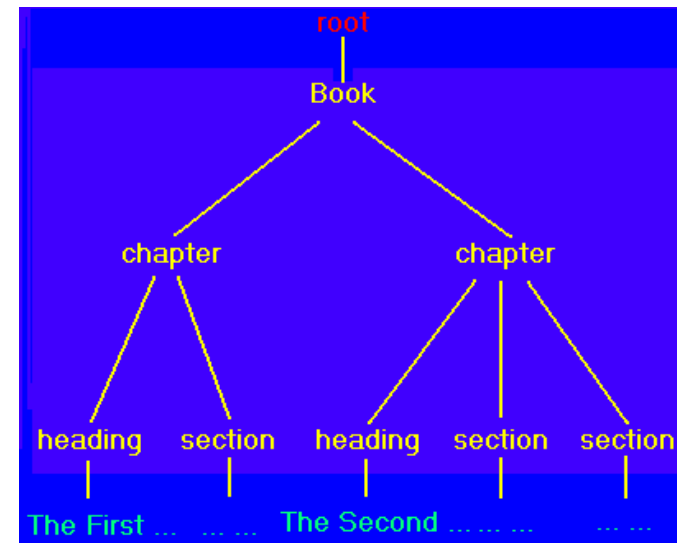 root
Book
chapter chapter
heading section heading section section
The First ... ... ... The Second ... ... ... ... ...